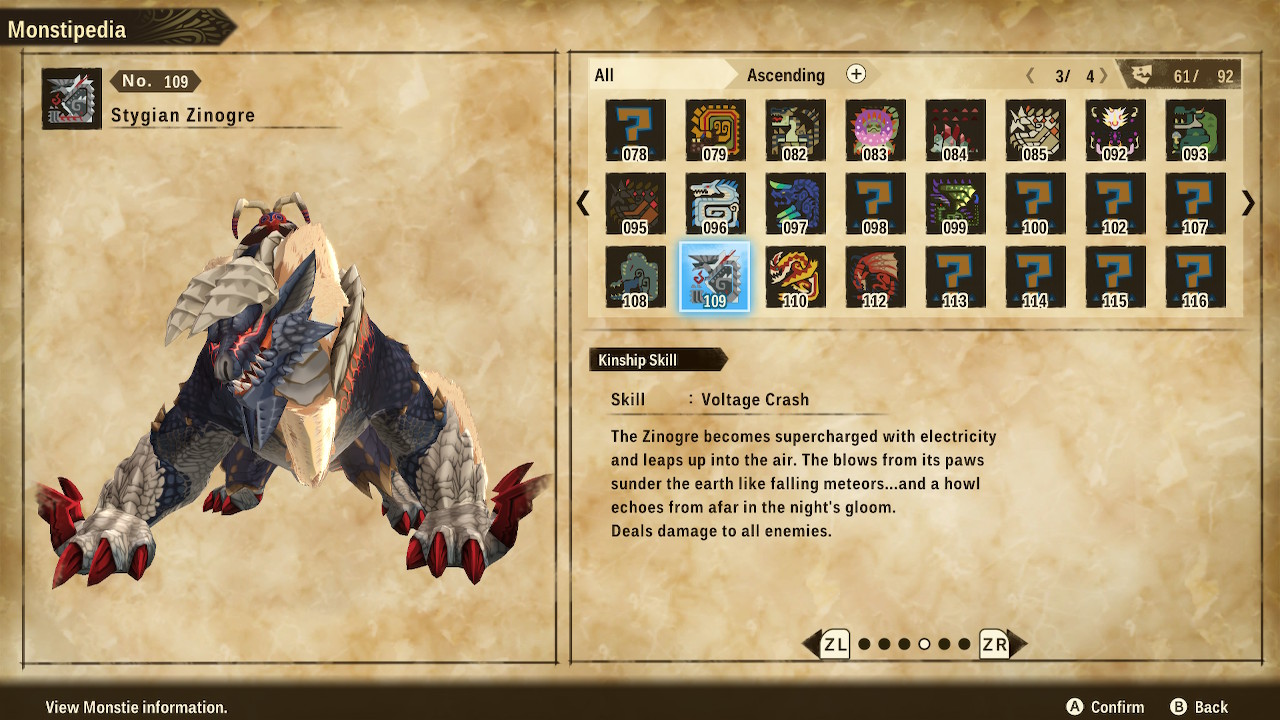 Monstipedia
No. 109
Stygian Zinogre
All
Ascending
3/ 4
61/ 92
078 079 082 083 084 085 092 093
095 096 097 098 099 100 102 107
108 109 110 112 113 114 115 116
Kinship Skill
Skill : Voltage Crash
The Zinogre becomes supercharged with electricity
and leaps up into the air. The blows from its paws
sunder the earth like falling meteors...and a howl
echoes from afar in the night's gloom.
Deals damage to all enemies.
ZL ZR
View Monstie information.
A Confirm B Back